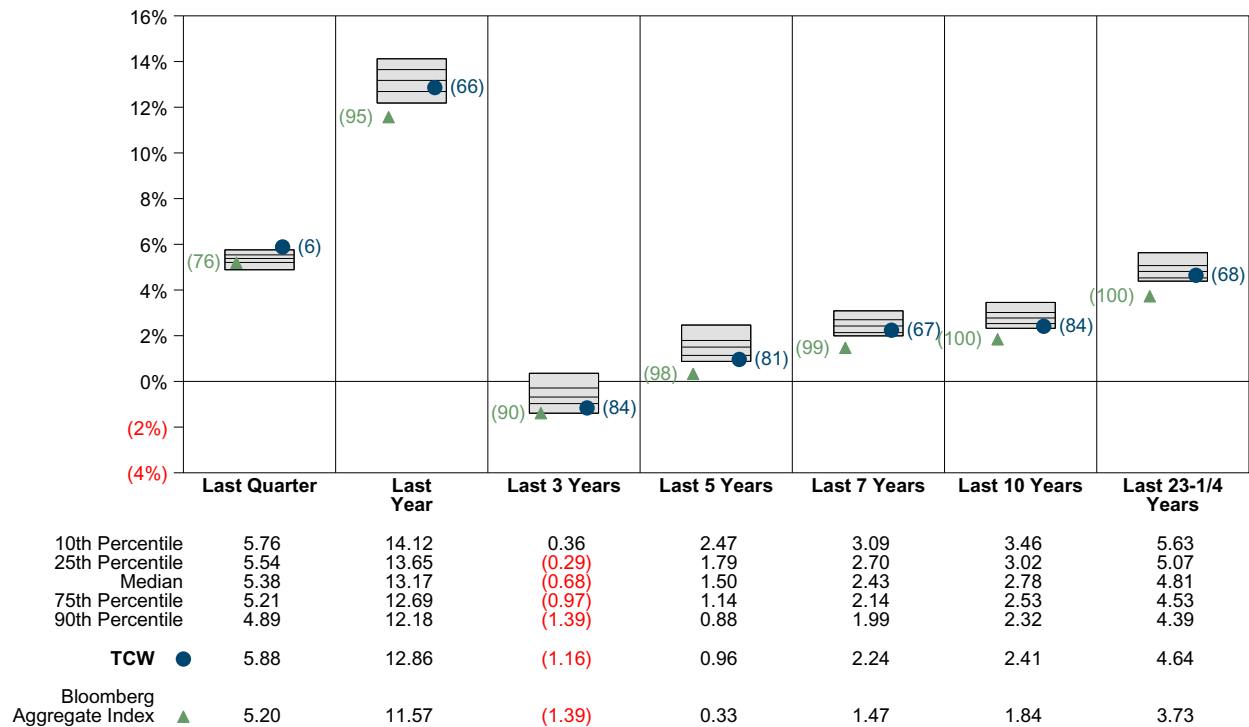 16%
14%
12%
10%
8%
6%
4%
2%
0%
(2%)
(4%)
(76)
(6)
(95)
(66)
(90)
(84)
(98)
(81)
(99)
(67)
(100)
(84)
(100)
(68)
Last Quarter
Last
Year
Last 3 Years
Last 5 Years
Last 7 Years
Last 10 Years
Last 23-1/4
Years
10th Percentile 5.76 14.12 0.36 2.47 3.09 3.46 5.63
25th Percentile 5.54 13.65 (0.29) 1.79 2.70 3.02 5.07
Median 5.38 13.17 (0.68) 1.50 2.43 2.78 4.81
75th Percentile 5.21 12.69 (0.97) 1.14 2.14 2.53 4.53
90th Percentile 4.89 12.18 (1.39) 0.88 1.99 2.32 4.39
TCW 5.88 12.86 (1.16) 0.96 2.24 2.41 4.64
Bloomberg
Aggregate Index 5.20 11.57 (1.39) 0.33 1.47 1.84 3.73